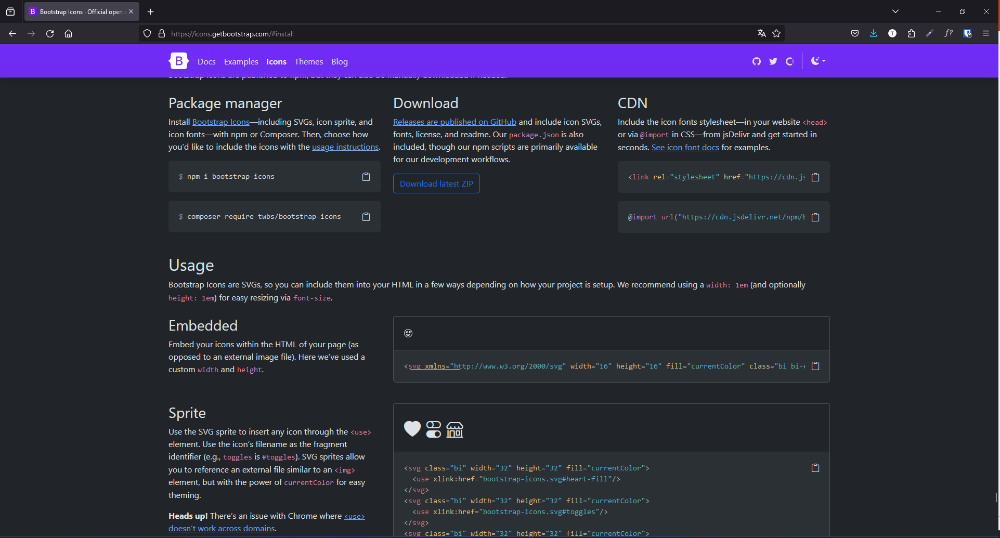 Bootstrap Icons · Official open s
https://icons.getbootstrap.com/#install
B Docs Examples Icons Themes Blog
Bootstrap Icons are published to npm, but they can also be manually downloaded if needed.
Package manager
Install Bootstrap Icons—including SVGs, icon sprite, and
icon fonts—with npm or Composer. Then, choose how
you’d like to include the icons with the usage instructions.
$ npm i bootstrap-icons
$ composer require twbs/bootstrap-icons
Download
Releases are published on GitHub and include icon SVGs,
fonts, license, and readme. Our package.json is also
included, though our npm scripts are primarily available
for our development workflows.
Download latest ZIP
CDN
Include the icon fonts stylesheet—in your website <head>
or via @import in CSS—from jsDelivr and get started in
seconds. See icon font docs for examples.
<link rel="stylesheet" href="https://cdn.js
@import url("https://cdn.jsdelivr.net/npm/b
Usage
Bootstrap Icons are SVGs, so you can include them into your HTML in a few ways depending on how your project is setup. We recommend using a width: 1em (and optionally
height: 1em) for easy resizing via font-size.
Embedded
Embed your icons within the HTML of your page (as
opposed to an external image file). Here we’ve used a
custom width and height.
<svg xmlns="http://www.w3.org/2000/svg" width="16" height="16" fill="currentColor" class="bi bi-e
Sprite
Use the SVG sprite to insert any icon through the <use>
element. Use the icon’s filename as the fragment
identifier (e.g., toggles is #toggles). SVG sprites allow
you to reference an external file similar to an <img>
element, but with the power of currentColor for easy
theming.
Heads up! There’s an issue with Chrome where <use>
doesn’t work across domains.
<svg class="bi" width="32" height="32" fill="currentColor">
<use xlink:href="bootstrap-icons.svg#heart-fill"/>
</svg>
<svg class="bi" width="32" height="32" fill="currentColor">
<use xlink:href="bootstrap-icons.svg#toggles"/>
</svg>
<svg class="bi" width="32" height="32" fill="currentColor">